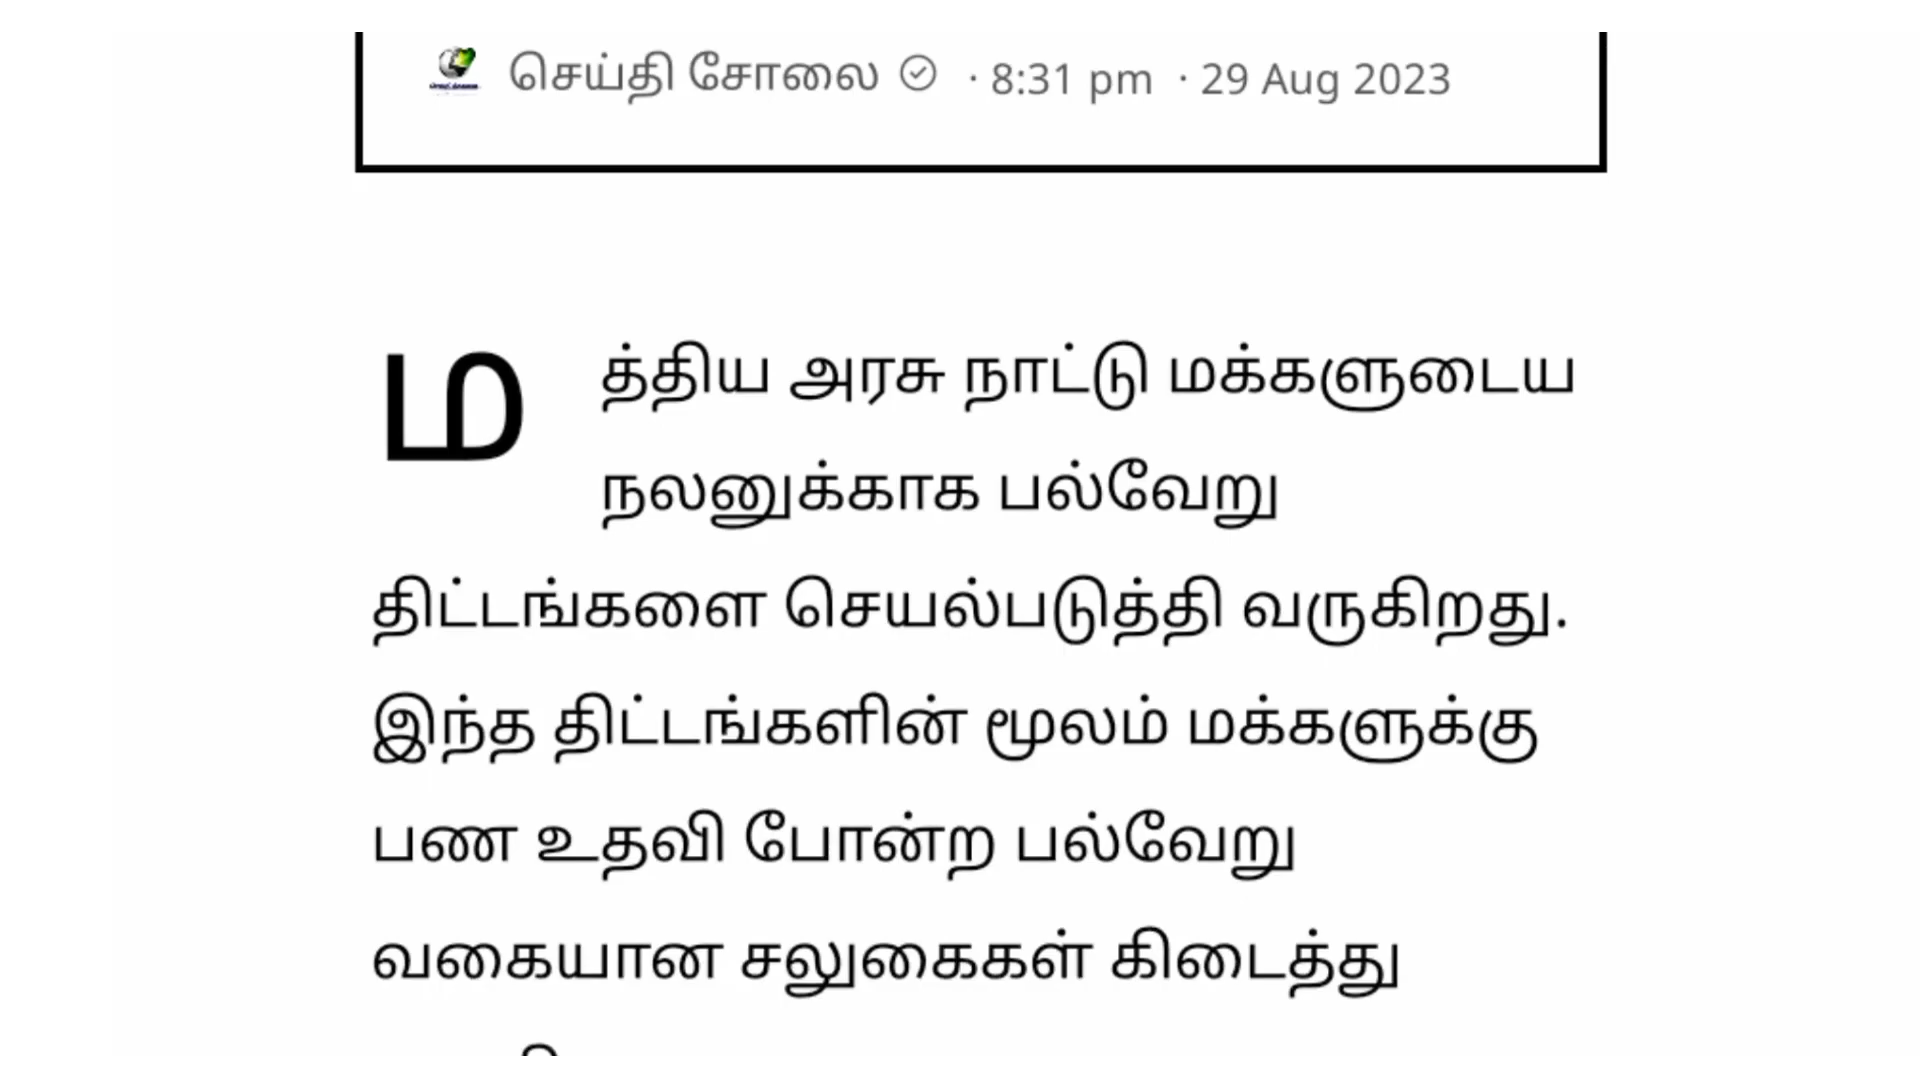 செய்தி சோலை · 8:31 pm · 29 Aug 2023
மத்திய அரசு நாட்டு மக்களுடைய
நலனுக்காக பல்வேறு
திட்டங்களை செயல்படுத்தி வருகிறது.
இந்த திட்டங்களின் மூலம் மக்களுக்கு
பண உதவி போன்ற பல்வேறு
வகையான சலுகைகள் கிடைத்து